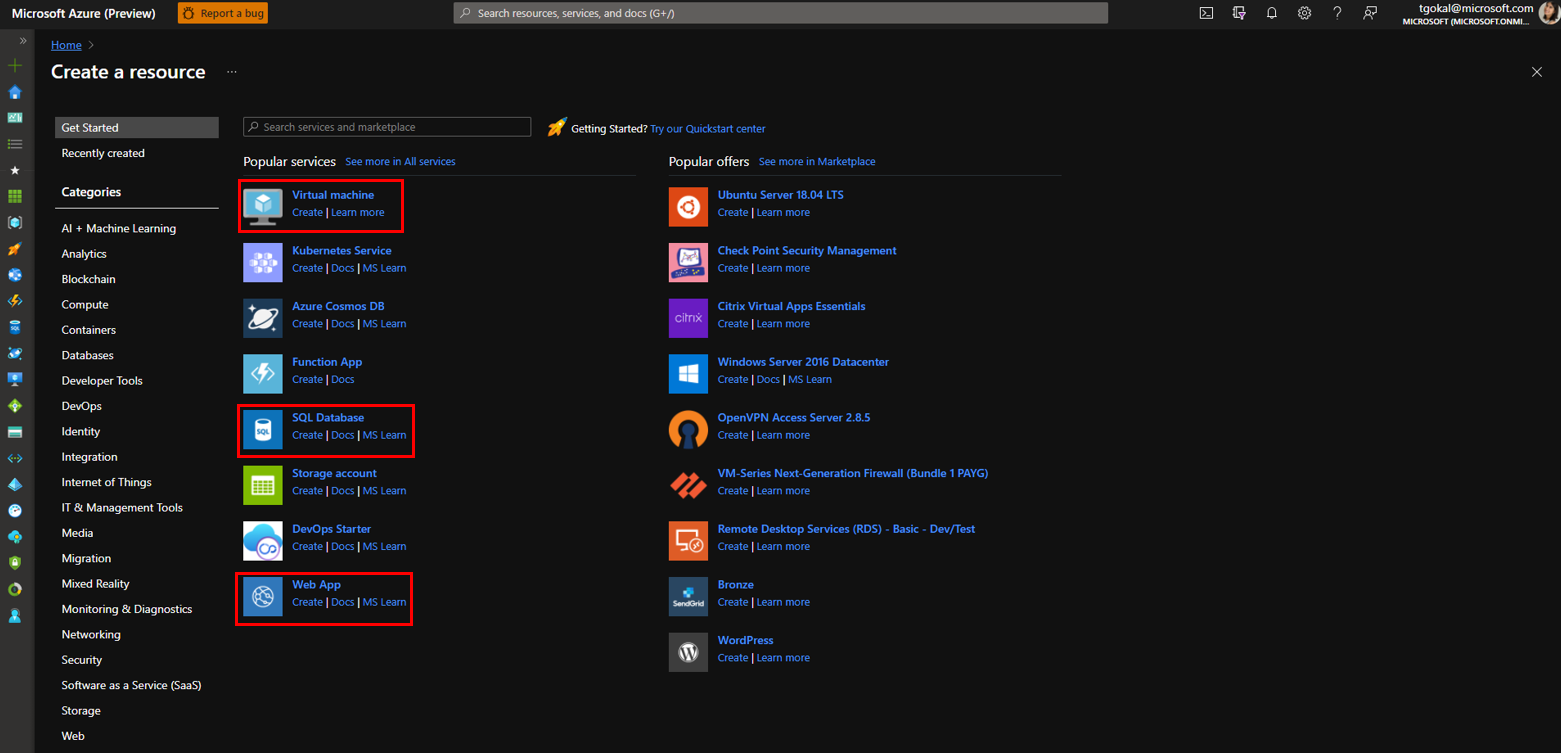 Microsoft Azure (Preview)
Report a bug
Search resources, services, and docs (G+/)
tgokal@microsoft.com
MICROSOFT (MICROSOFT.ONMI...
Home
Create a resource
...
Get Started
Recently created
Categories
AI + Machine Learning
Analytics
Blockchain
Compute
Containers
Databases
Developer Tools
DevOps
Identity
Integration
Internet of Things
IT & Management Tools
Media
Migration
Mixed Reality
Monitoring & Diagnostics
Networking
Security
Software as a Service (SaaS)
Storage
Web
Search services and marketplace
Getting Started? Try our Quickstart center
Popular services See more in All services
Virtual machine
Create | Learn more
Kubernetes Service
Create | Docs | MS Learn
Azure Cosmos DB
Create | Docs | MS Learn
Function App
Create | Docs
SQL
SQL Database
Create | Docs | MS Learn
Storage account
Create | Docs | MS Learn
DevOps Starter
Create | Docs | MS Learn
Web App
Create | Docs | MS Learn
Popular offers See more in Marketplace
Ubuntu Server 18.04 LTS
Create | Learn more
Check Point Security Management
Create | Learn more
citrix
Citrix Virtual Apps Essentials
Create | Learn more
Windows Server 2016 Datacenter
Create | Docs | MS Learn
OpenVPN Access Server 2.8.5
Create | Learn more
VM-Series Next-Generation Firewall (Bundle 1 PAYG)
Create | Learn more
Remote Desktop Services (RDS) - Basic - Dev/Test
Create | Learn more
SendGrid
Bronze
Create | Learn more
WordPress
Create | Learn more